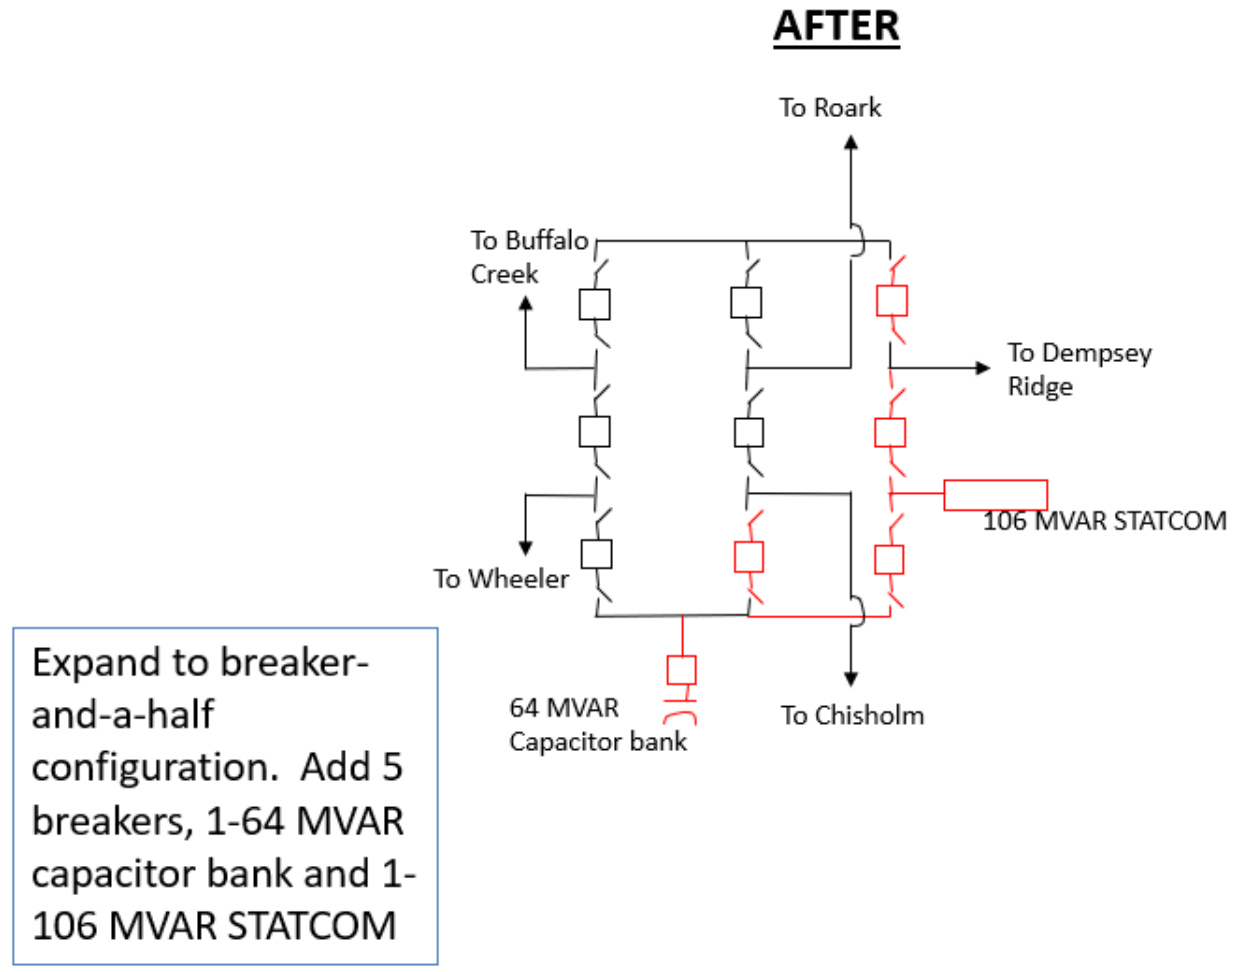 AFTER
To Roark
To Buffalo
Creek
To Dempsey
Ridge
106 MVAR STATCOM
To Wheeler
64 MVAR
Capacitor bank
To Chisholm
Expand to breaker-
and-a-half
configuration.  Add 5
breakers, 1-64 MVAR
capacitor bank and 1-
106 MVAR STATCOM